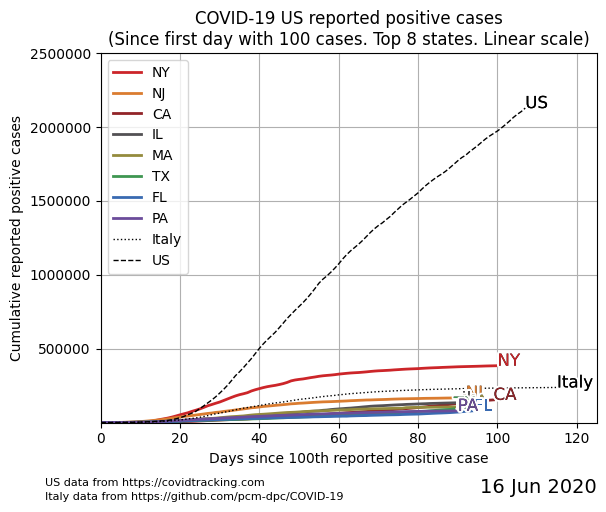 COVID-19 US reported positive cases
(Since first day with 100 cases. Top 8 states. Linear scale)
Cumulative reported positive cases
2500000
2000000
1500000
1000000
500000
NY
NJ
CA
IL
MA
TX
FL
PA
Italy
US
US
NY
Italy
NJ
CA
PA
FL
0
20
40
60
80
100
120
Days since 100th reported positive case
US data from https://covidtracking.com
Italy data from https://github.com/pcm-dpc/COVID-19
16 Jun 2020